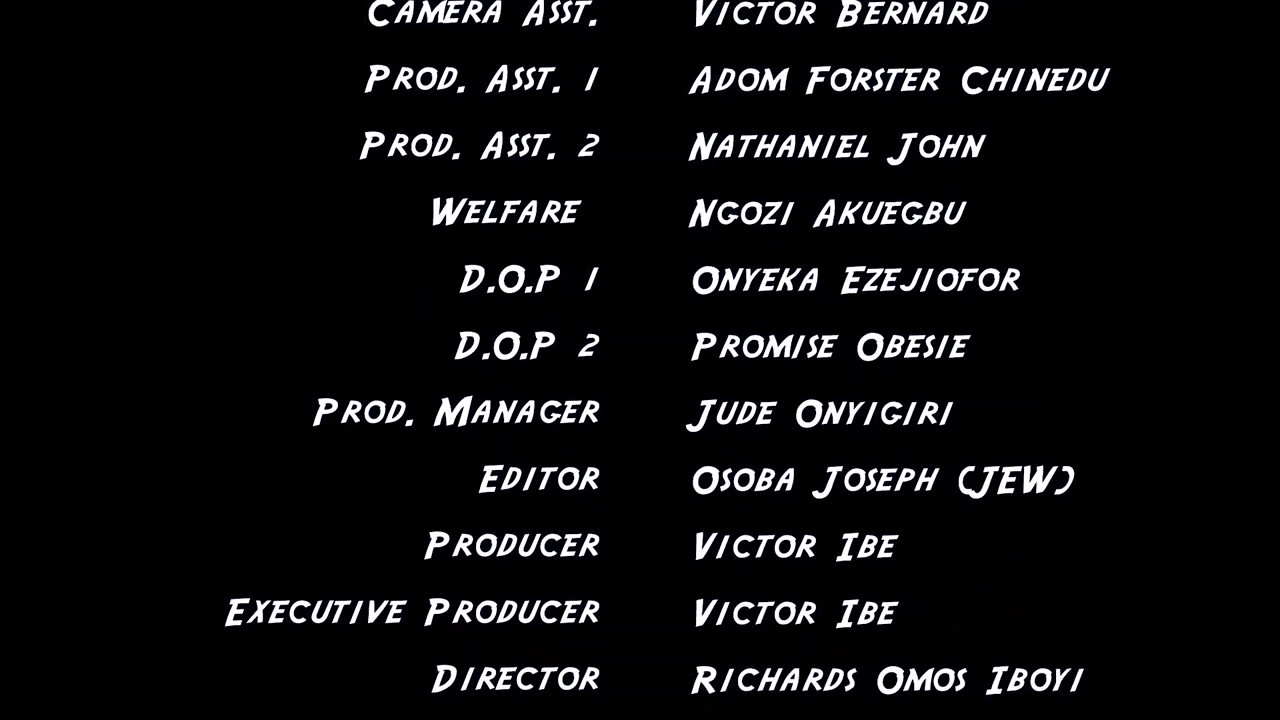 Camera Asst. Victor Bernard
Prod. Asst. 1 Adom Forster Chinedu
Prod. Asst. 2 Nathaniel John
Welfare Ngozi Akuegbu
D.O.P 1 Onyeka Ezejiofor
D.O.P 2 Promise Obesie
Prod. Manager Jude Onyigiri
Editor Osoba Joseph (JEW)
Producer Victor Ibe
Executive Producer Victor Ibe
Director Richards Omos Iboyi